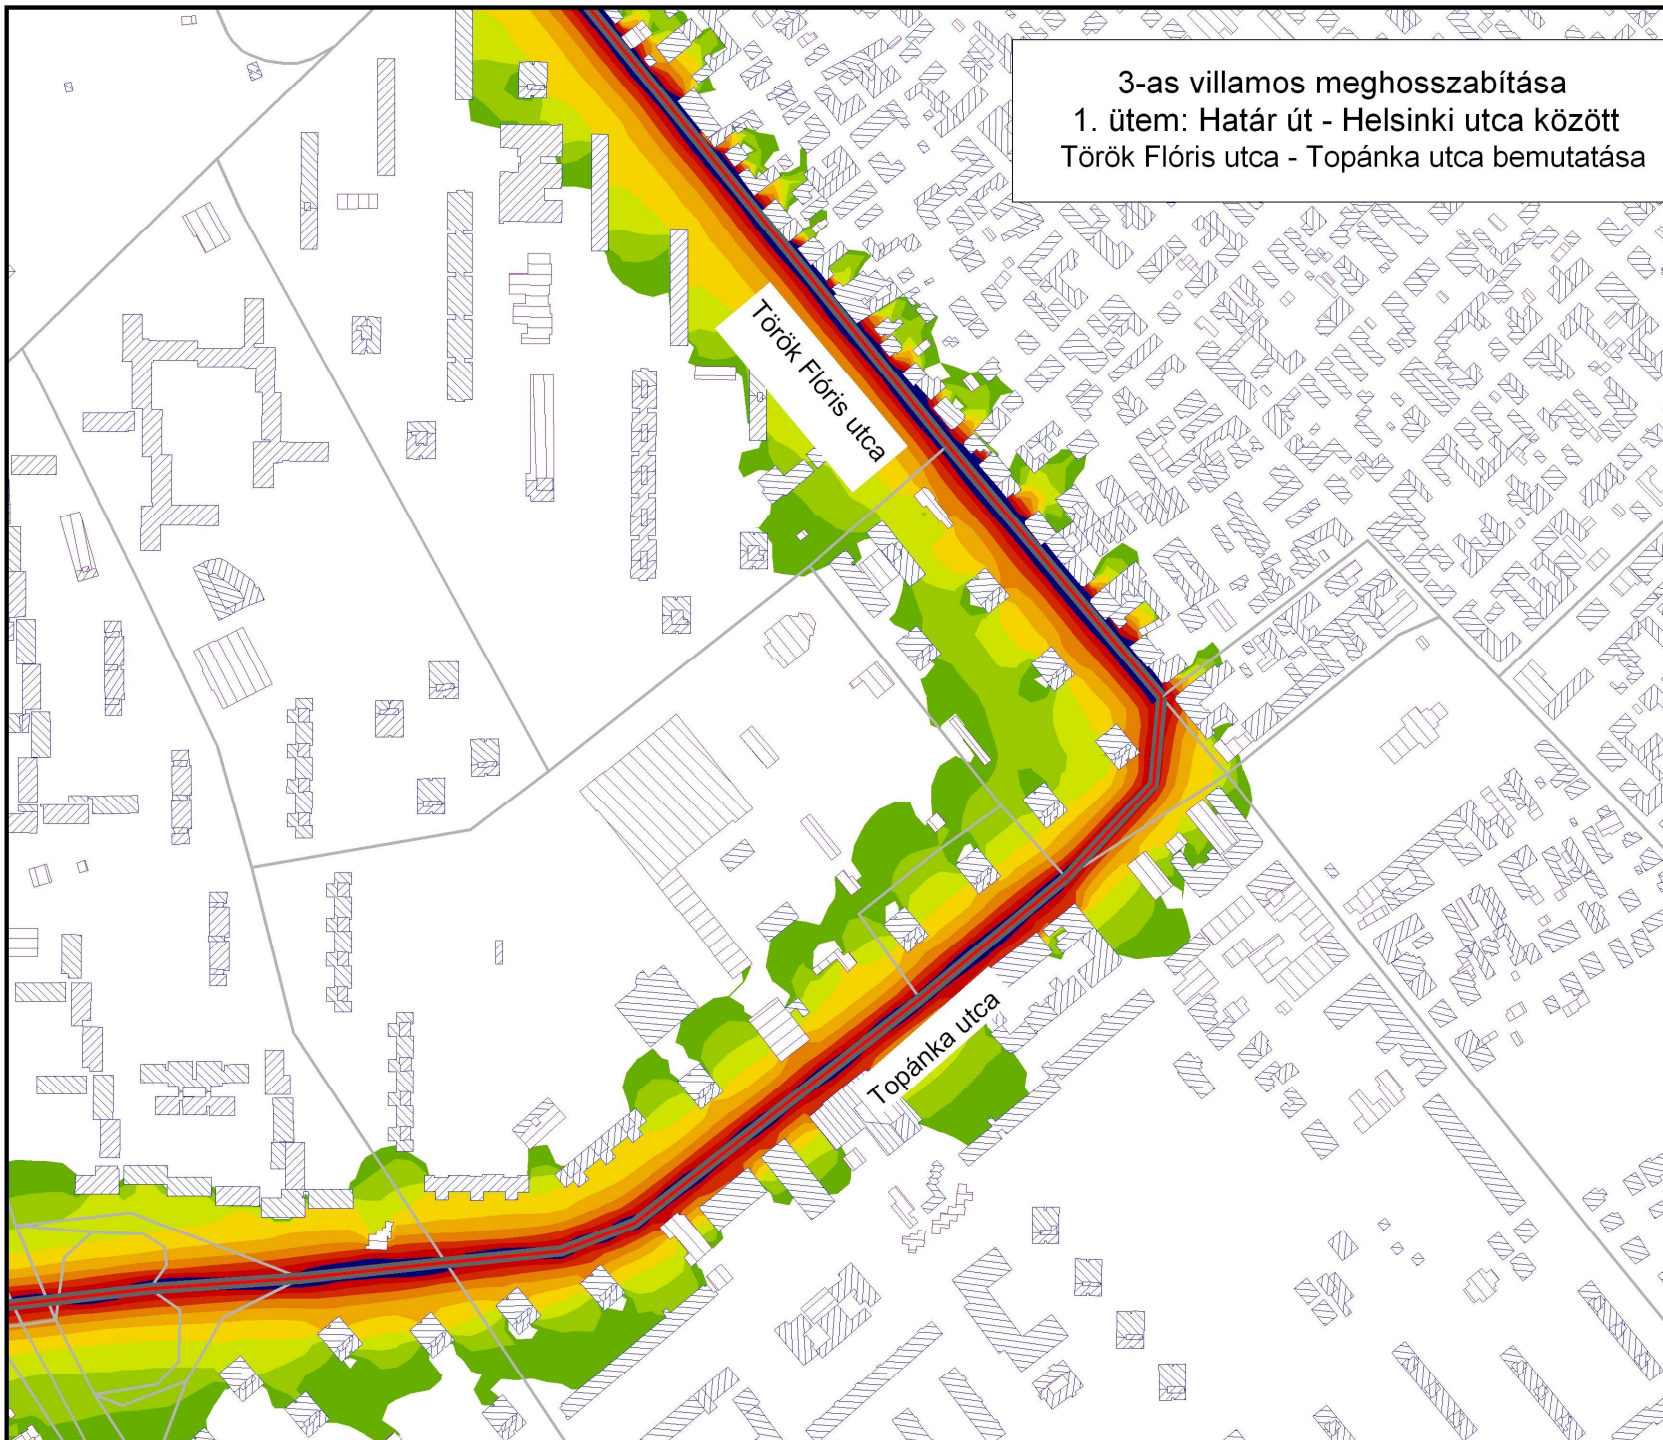 3-as villamos meghosszabítása
1. ütem: Határ út - Helsinki utca között
Török Flóris utca - Topánka utca bemutatása
Török Flóris utca
Topánka utca